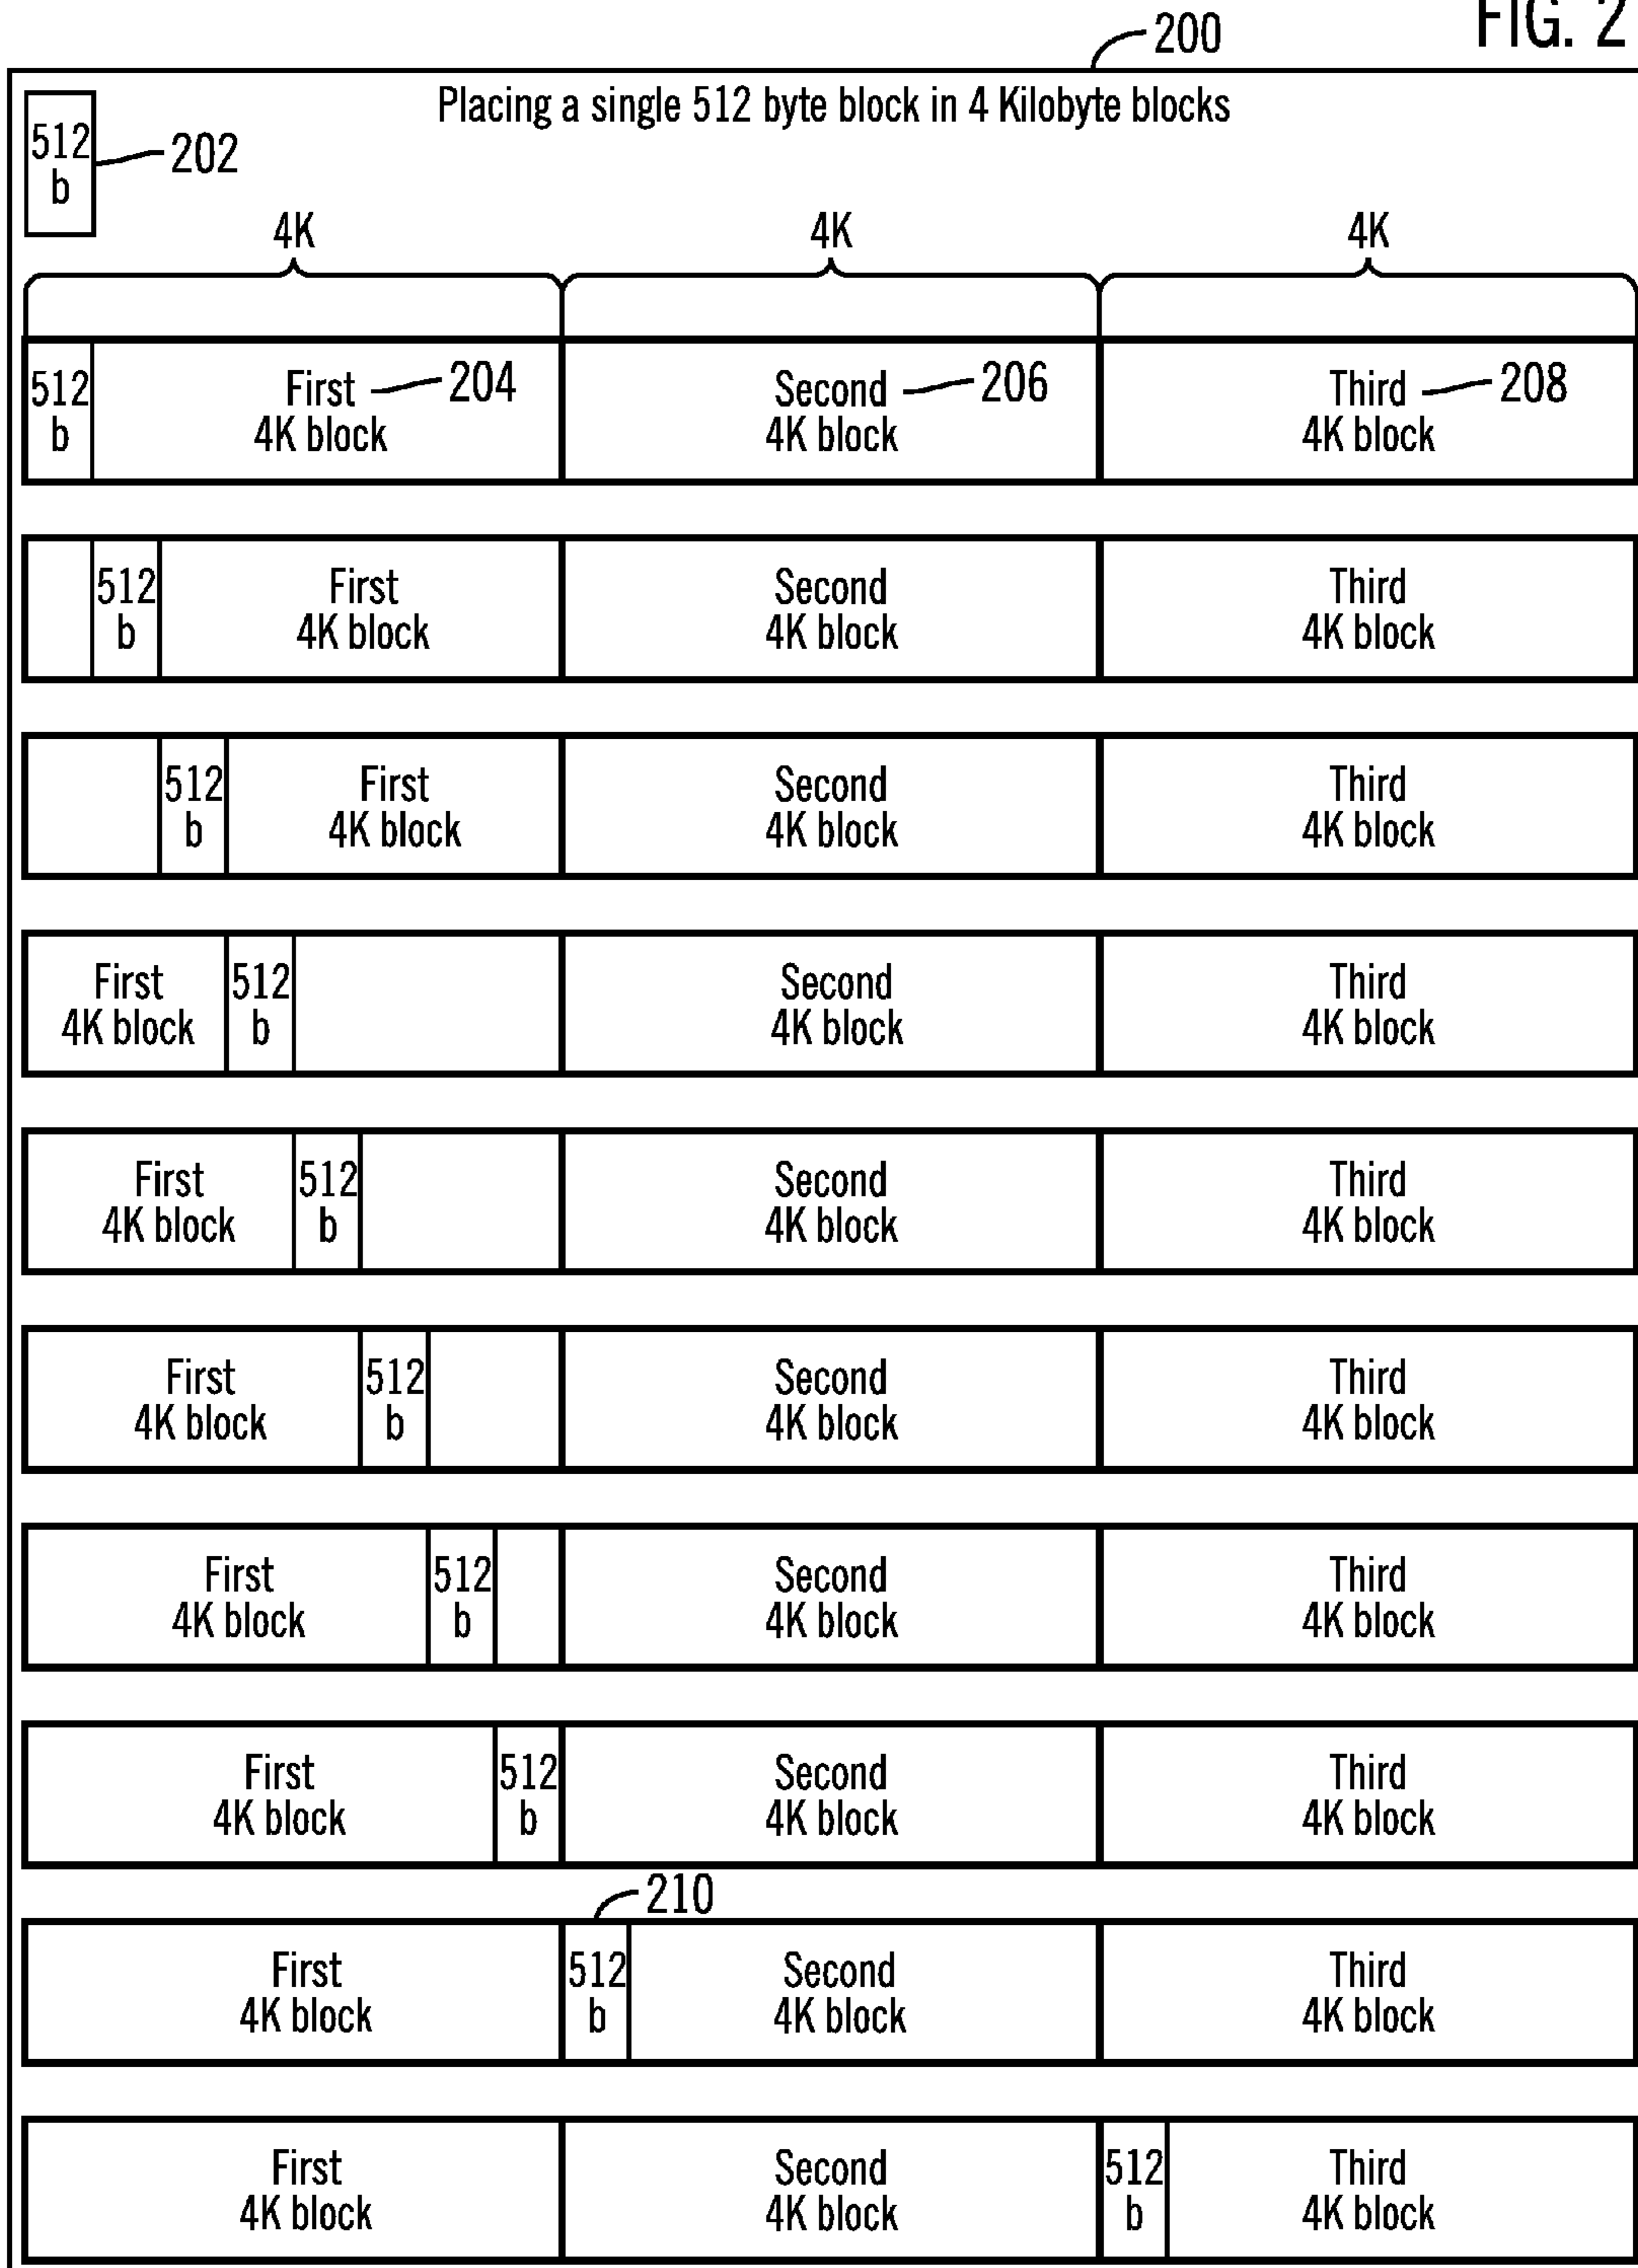 FIG. 2
200
Placing a single 512 byte block in 4 Kilobyte blocks
512
b
202
4K 4K 4K
512 First 204 Second 206 Third 208
b 4K block 4K block 4K block
512 First Second Third
b 4K block 4K block 4K block
512 First Second Third
b 4K block 4K block 4K block
First 512 Second Third
4K block b 4K block 4K block
First 512 Second Third
4K block b 4K block 4K block
First 512 Second Third
4K block b 4K block 4K block
First 512 Second Third
4K block b 4K block 4K block
First 512 Second Third
4K block b 4K block 4K block
210
First 512 Second Third
4K block b 4K block 4K block
First Second 512 Third
4K block 4K block b 4K block